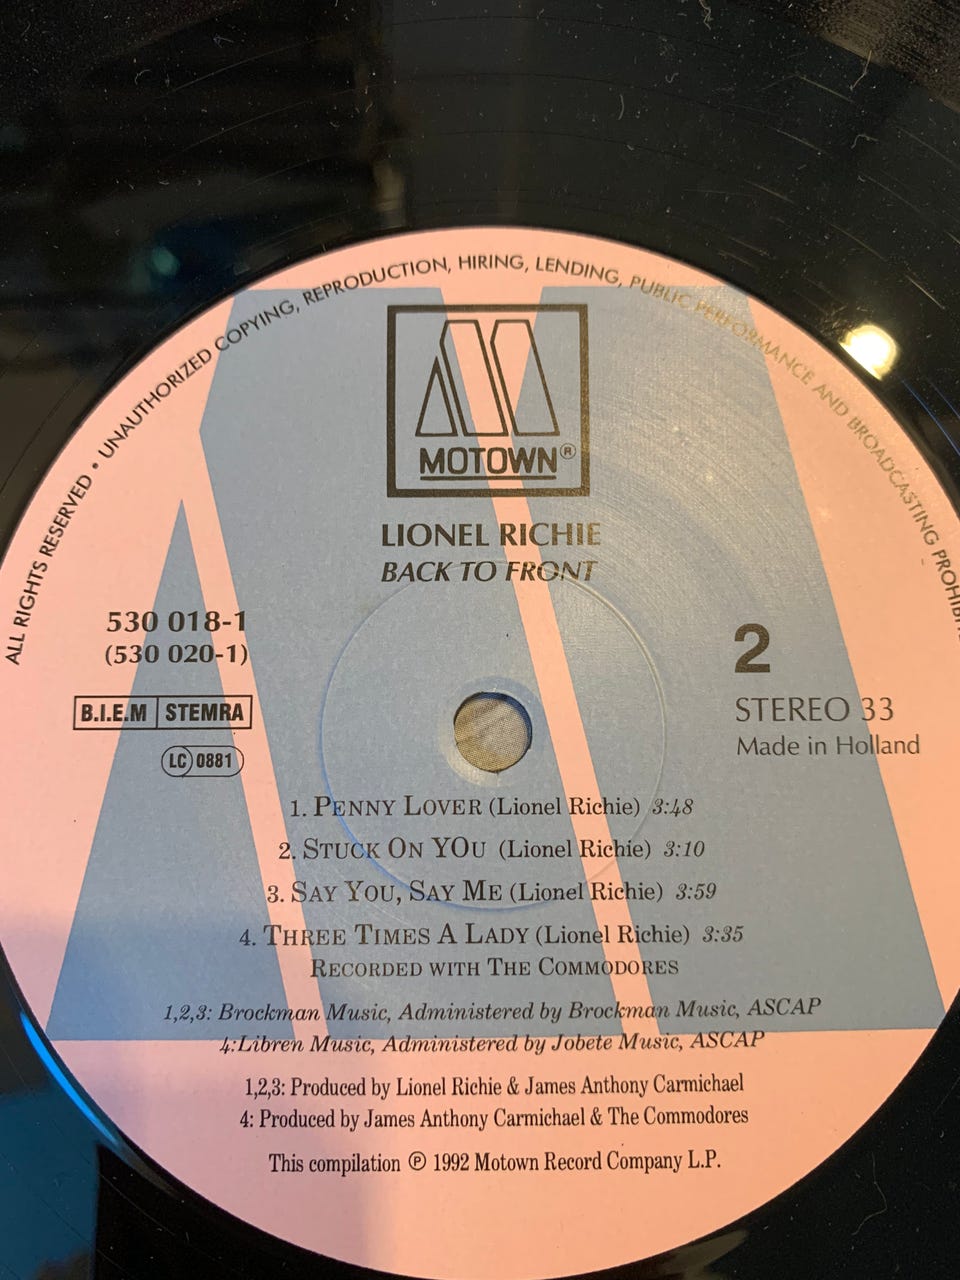 ALL RIGHTS RESERVED • UNAUTHORIZED COPYING, REPRODUCTION, HIRING, LENDING, PUBLIC PERFORMANCE AND BROADCASTING
MOTOWN®
LIONEL RICHIE
BACK TO FRONT
530 018-1
(530 020-1)
B.I.E.M STEMRA
LC 0881
2
STEREO 33
Made in Holland
1. PENNY LOVER (Lionel Richie) 3:48
2. STUCK ON YOU (Lionel Richie) 3:10
3. SAY YOU, SAY ME (Lionel Richie) 3:59
4. THREE TIMES A LADY (Lionel Richie) 3:35
RECORDED WITH THE COMMODORES
1,2,3: Brockman Music, Administered by Brockman Music, ASCAP
4:Libren Music, Administered by Jobete Music, ASCAP
1,2,3: Produced by Lionel Richie & James Anthony Carmichael
4: Produced by James Anthony Carmichael & The Commodores
This compilation ℗ 1992 Motown Record Company L.P.